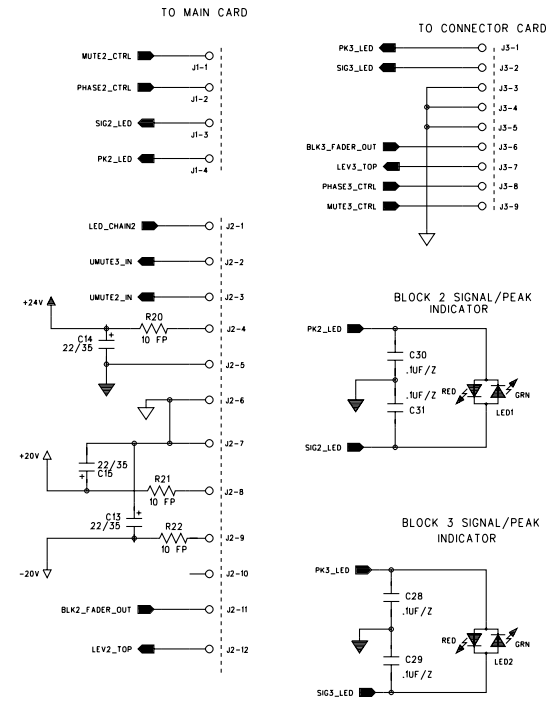 TO MAIN CARD
MUTE2_CTRL J1-1
PHASE2_CTRL J1-2
SIG2_LED J1-3
PK2_LED J1-4
LED_CHAIN2 J2-1
UMUTE3_IN J2-2
UMUTE2_IN J2-3
+24V R20 J2-4
C14 + 10 FP
22/35
J2-5
J2-6
J2-7
+20V 22/35
C15 +
R21 J2-8
10 FP
C13 +
22/35 R22 J2-9
10 FP
-20V J2-10
BLK2_FADER_OUT J2-11
LEV2_TOP J2-12
TO CONNECTOR CARD
PK3_LED J3-1
SIG3_LED J3-2
J3-3
J3-4
J3-5
BLK3_FADER_OUT J3-6
LEV3_TOP J3-7
PHASE3_CTRL J3-8
MUTE3_CTRL J3-9
BLOCK 2 SIGNAL/PEAK
INDICATOR
PK2_LED
C30
.1UF/Z
.1UF/Z RED GRN
C31 LED1
SIG2_LED
BLOCK 3 SIGNAL/PEAK
INDICATOR
PK3_LED
C28
.1UF/Z
RED GRN
C29 LED2
.1UF/Z
SIG3_LED